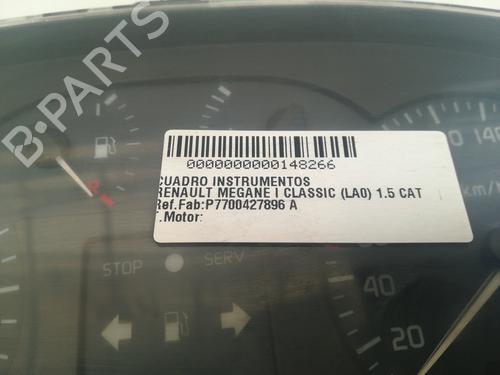 B-PARTS
140
0000000000148266
CUADRO INSTRUMENTOS
RENAULT MEGANE I CLASSIC (LA0) 1.5 CAT
Ref.Fab:P7700427896 A
.Motor:
km/h
STOP
SERV
40
20